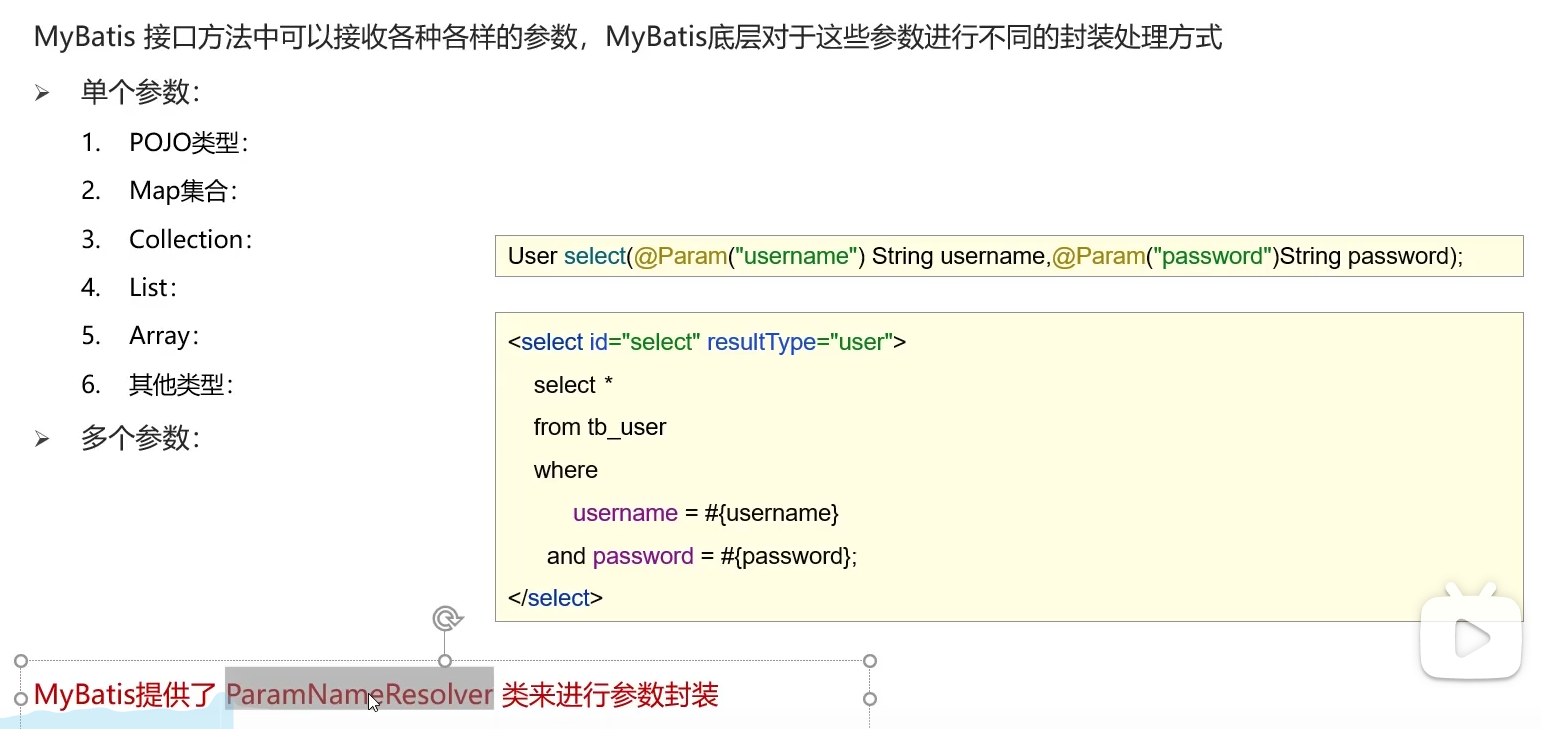 MyBatis 接口方法中可以接收各种各样的参数，MyBatis底层对于这些参数进行不同的封装处理方式
➢ 单个参数：
1. POJO类型：
2. Map集合：
3. Collection：
4. List：
5. Array：
6. 其他类型：
➢ 多个参数：
User select(@Param("username") String username,@Param("password")String password);
<select id="select" resultType="user">
select *
from tb_user
where
username = #{username}
and password = #{password};
</select>
MyBatis提供了 ParamNameResolver 类来进行参数封装